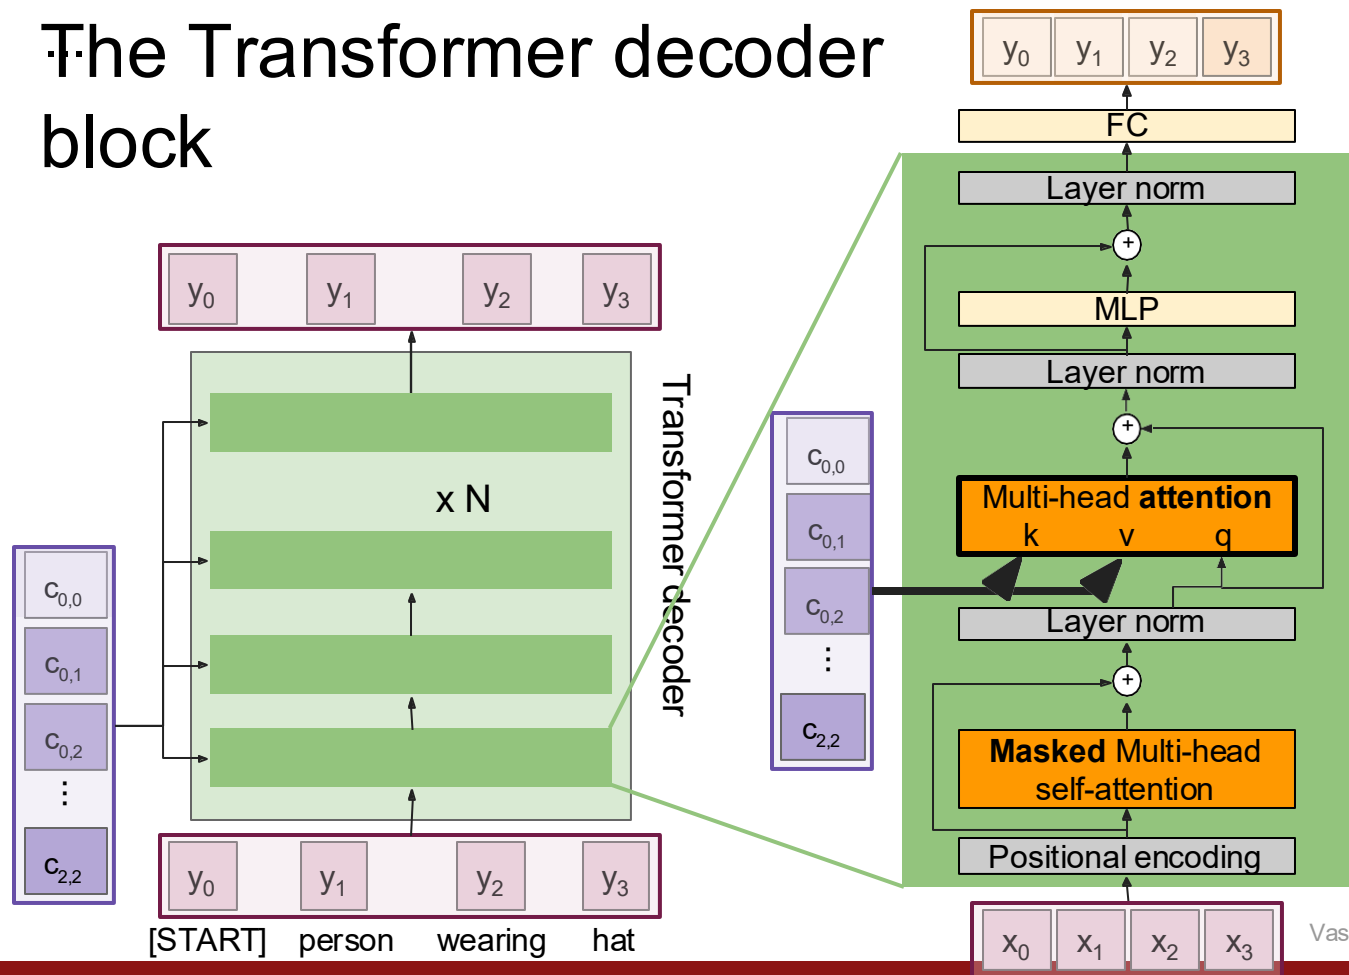 The Transformer decoder
block
...
y0 y1 y2 y3
Transformer decoder
x N
c0,0
c0,1
c0,2
...
c2,2
y0 y1 y2 y3
[START] person wearing hat
y0 y1 y2 y3
FC
Layer norm
+
MLP
Layer norm
+
Multi-head attention
k v q
c0,0
c0,1
c0,2
...
c2,2
Layer norm
+
Masked Multi-head
self-attention
Positional encoding
x0 x1 x2 x3
Vas